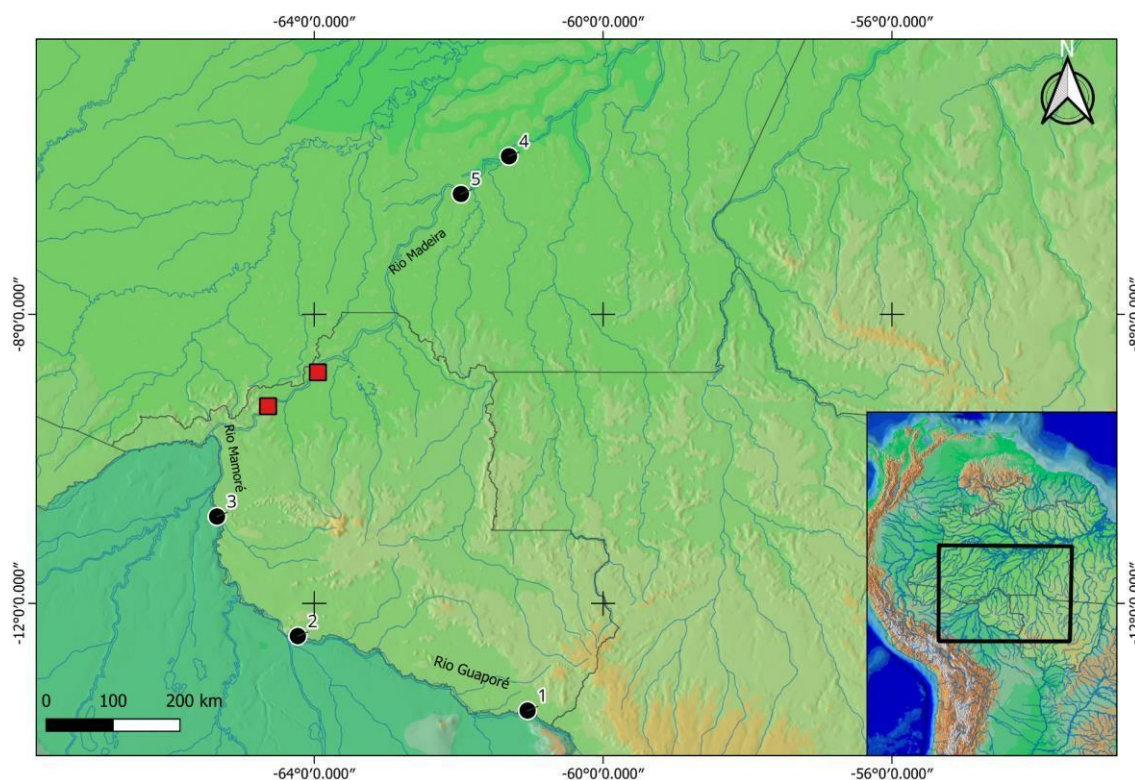 -64°0'0.000″ -60°0'0.000″ -56°0'0.000″
N
4
5
Rio Madeira
-8°0'0.000″ -8°0'0.000″
Rio Mamoré
3
-12°0'0.000″ -12°0'0.000″
2
Rio Guaporé
1
0 100 200 km
-64°0'0.000″ -60°0'0.000″ -56°0'0.000″